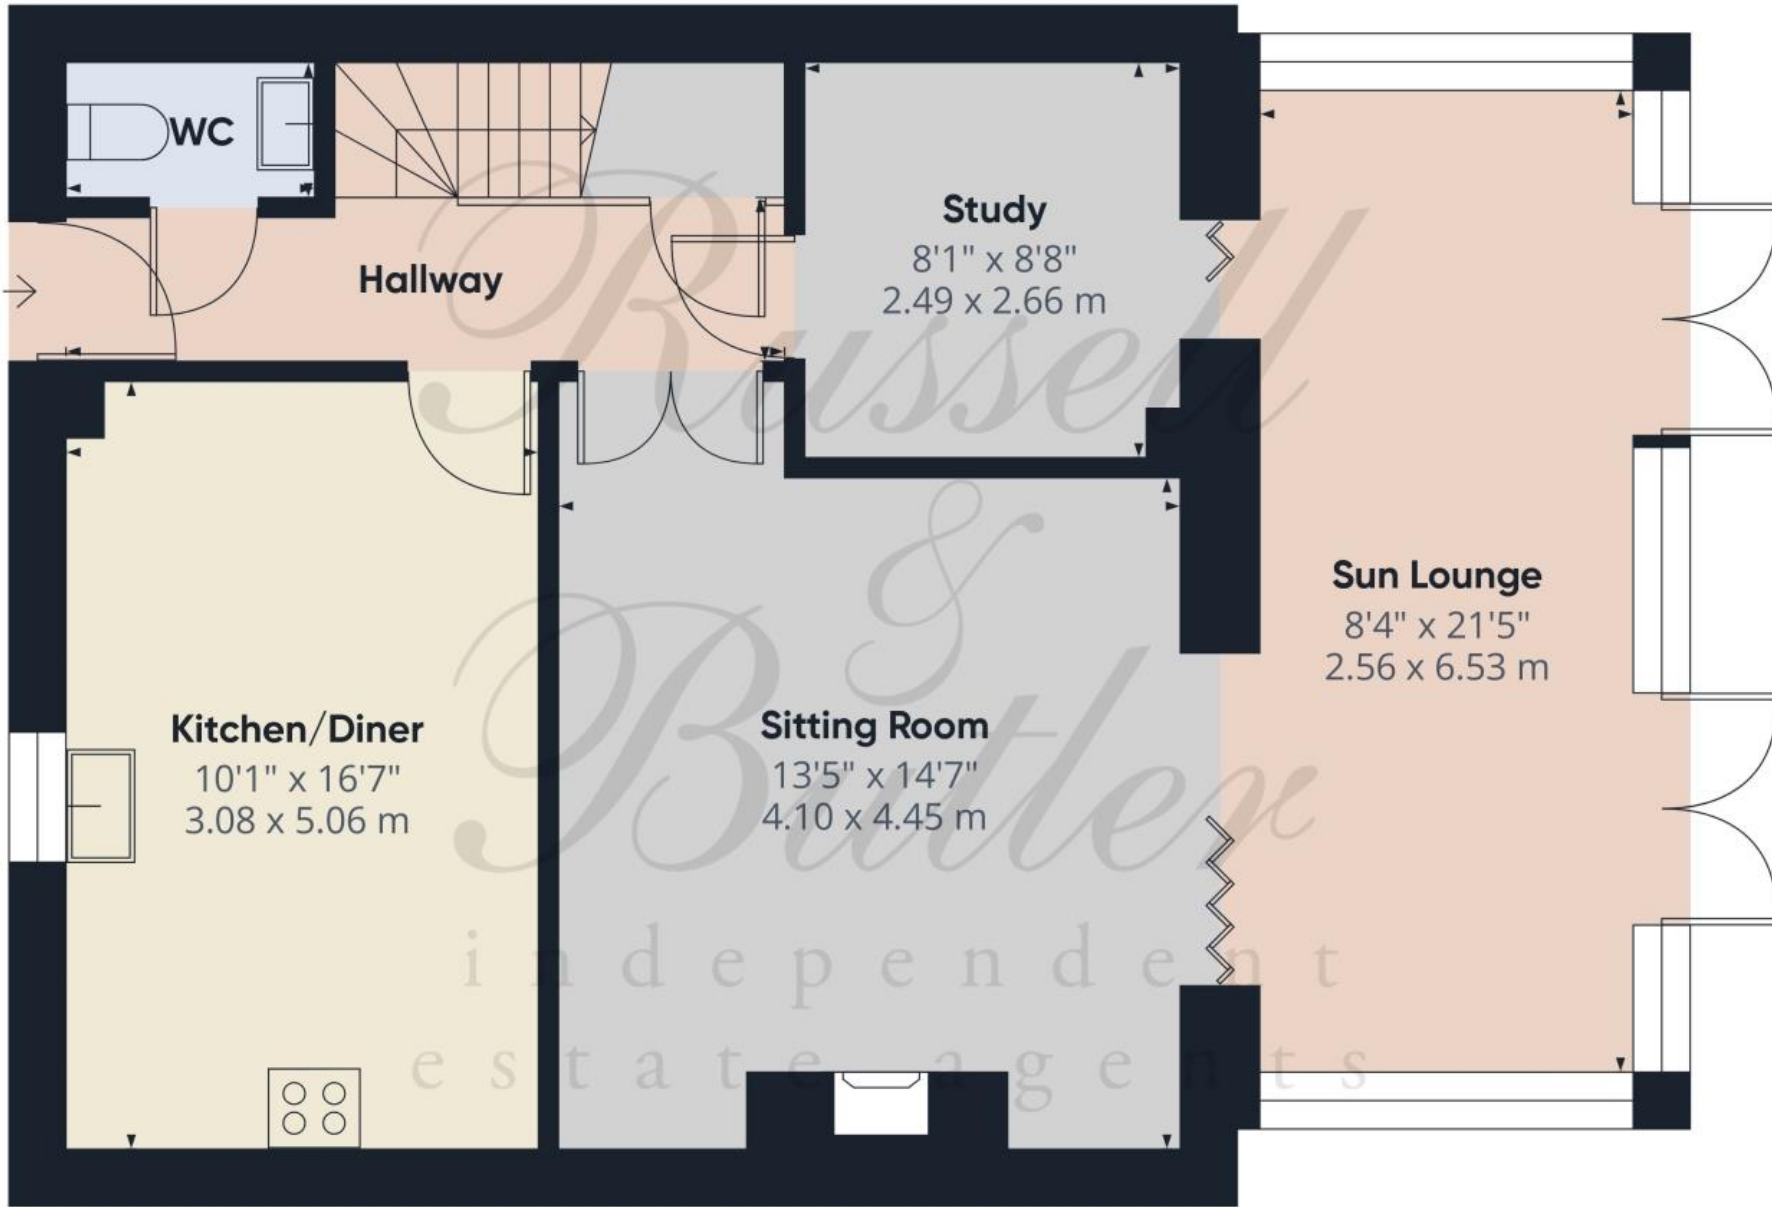 WC
Hallway
Study
8'1" x 8'8"
2.49 x 2.66 m
Sun Lounge
8'4" x 21'5"
2.56 x 6.53 m
Kitchen/Diner
10'1" x 16'7"
3.08 x 5.06 m
Sitting Room
13'5" x 14'7"
4.10 x 4.45 m
Russell
&
Butler
independent
estate agents